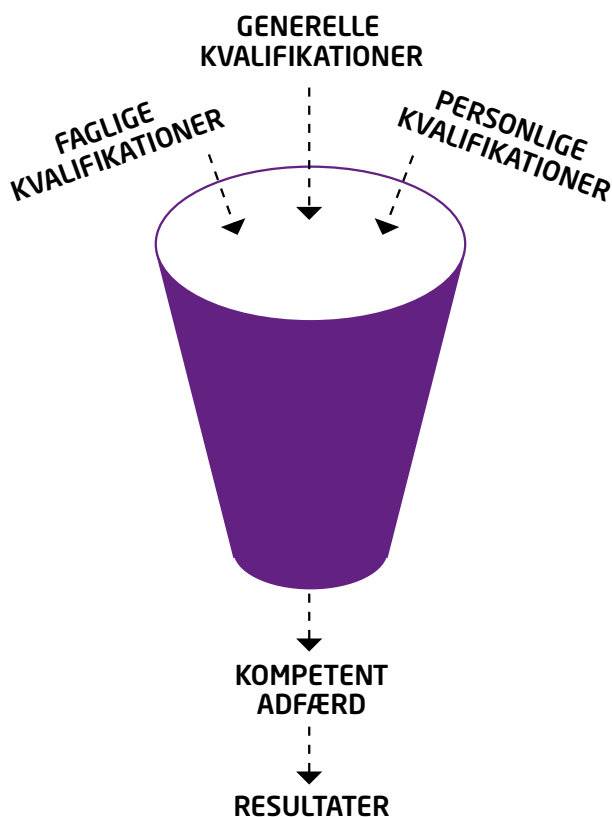 GENERELLE
KVALIFIKATIONER
FAGLIGE
KVALIFIKATIONER
PERSONLIGE
KVALIFIKATIONER
KOMPETENT
ADFÆRD
RESULTATER